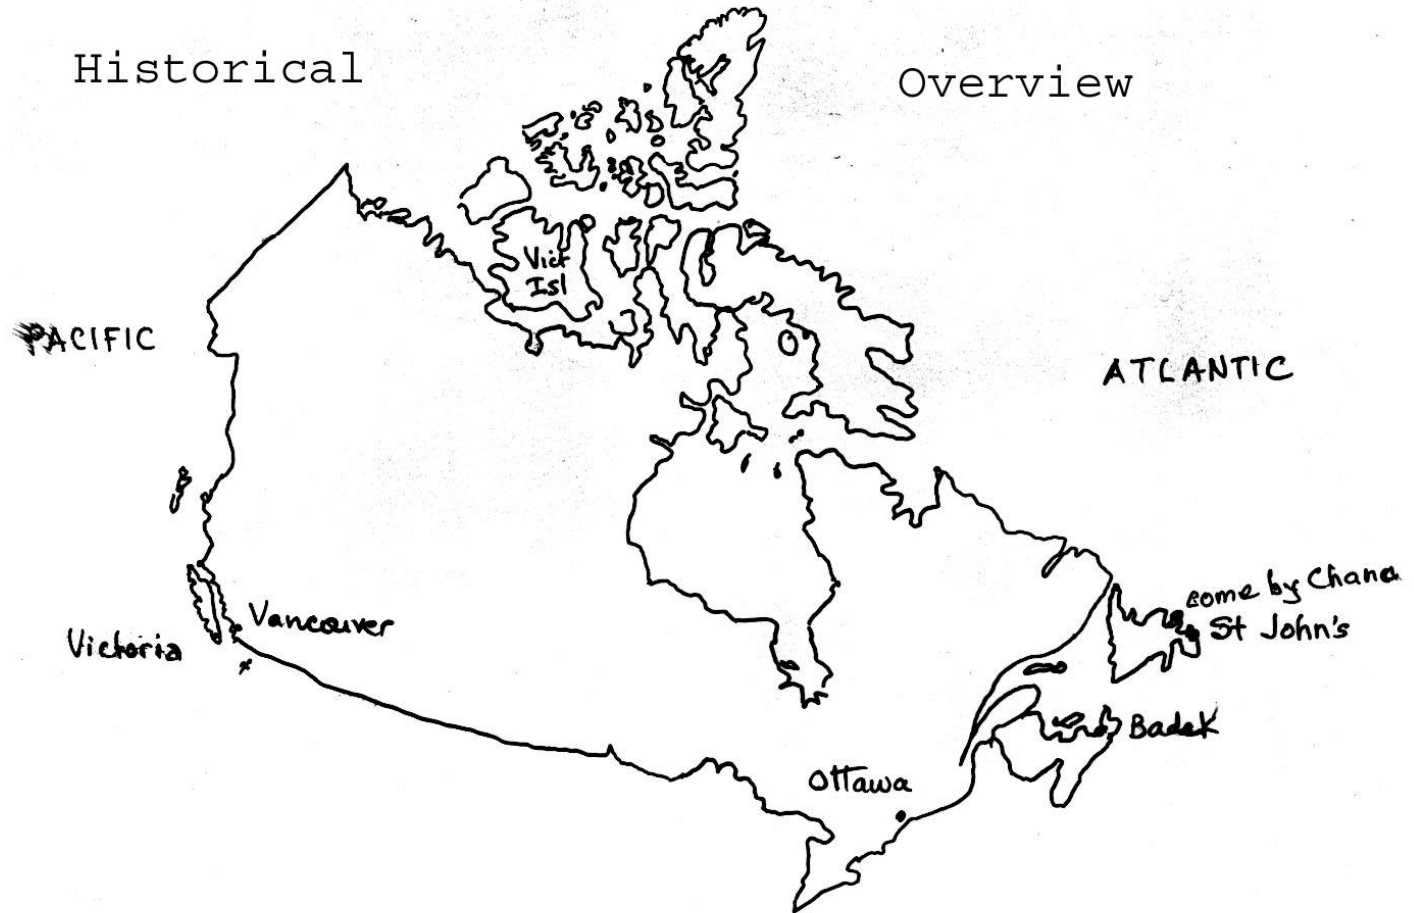 Historical
Overview
Vict
Isl
PACIFIC
ATLANTIC
come by Chance
St John's
Vancouver
Victoria
Badek
Ottawa